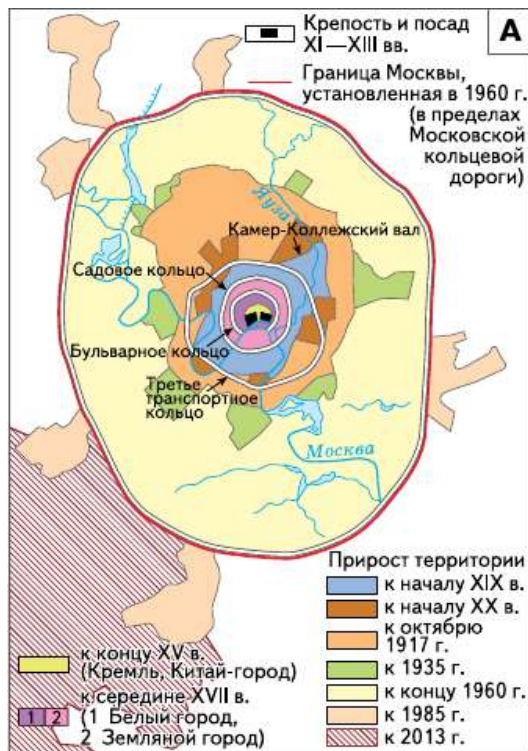 Крепость и посад
XI—XIII вв.
А
Граница Москвы,
установленная в 1960 г.
(в пределах
Московской
кольцевой
дороги)
Яуза
Камер-Коллежский вал
Садовое кольцо
Бульварное кольцо
Третье
транспортное
кольцо
Москва
Прирост территории
к началу XIX в.
к началу XX в.
к октябрю
1917 г.
к 1935 г.
к концу 1960 г.
к 1985 г.
к 2013 г.
к концу XV в.
(Кремль, Китай-город)
к середине XVII в.
1 2 (1 Белый город,
2 Земляной город)